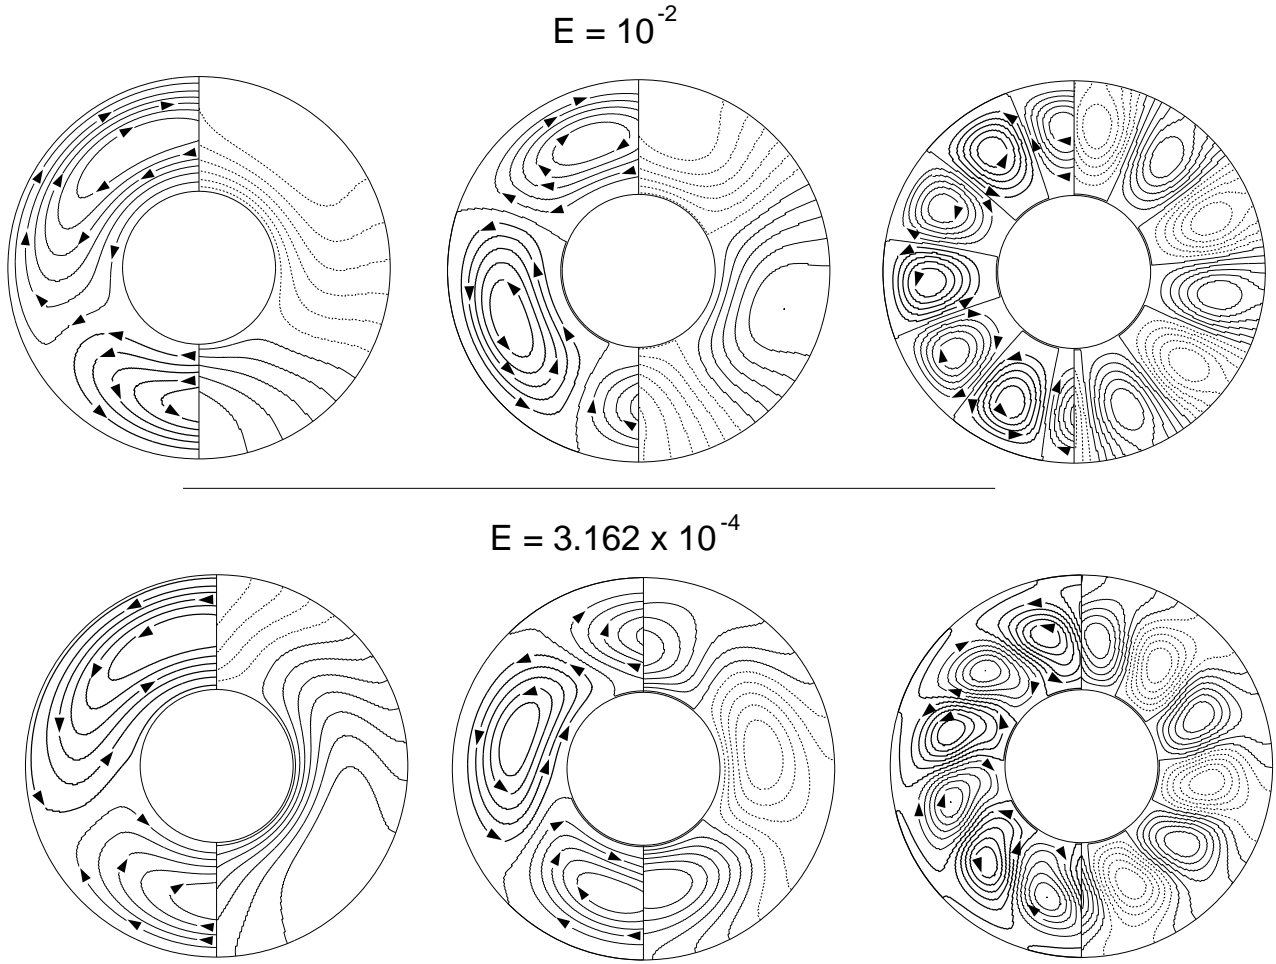 E = 10^-2
E = 3.162 x 10^-4